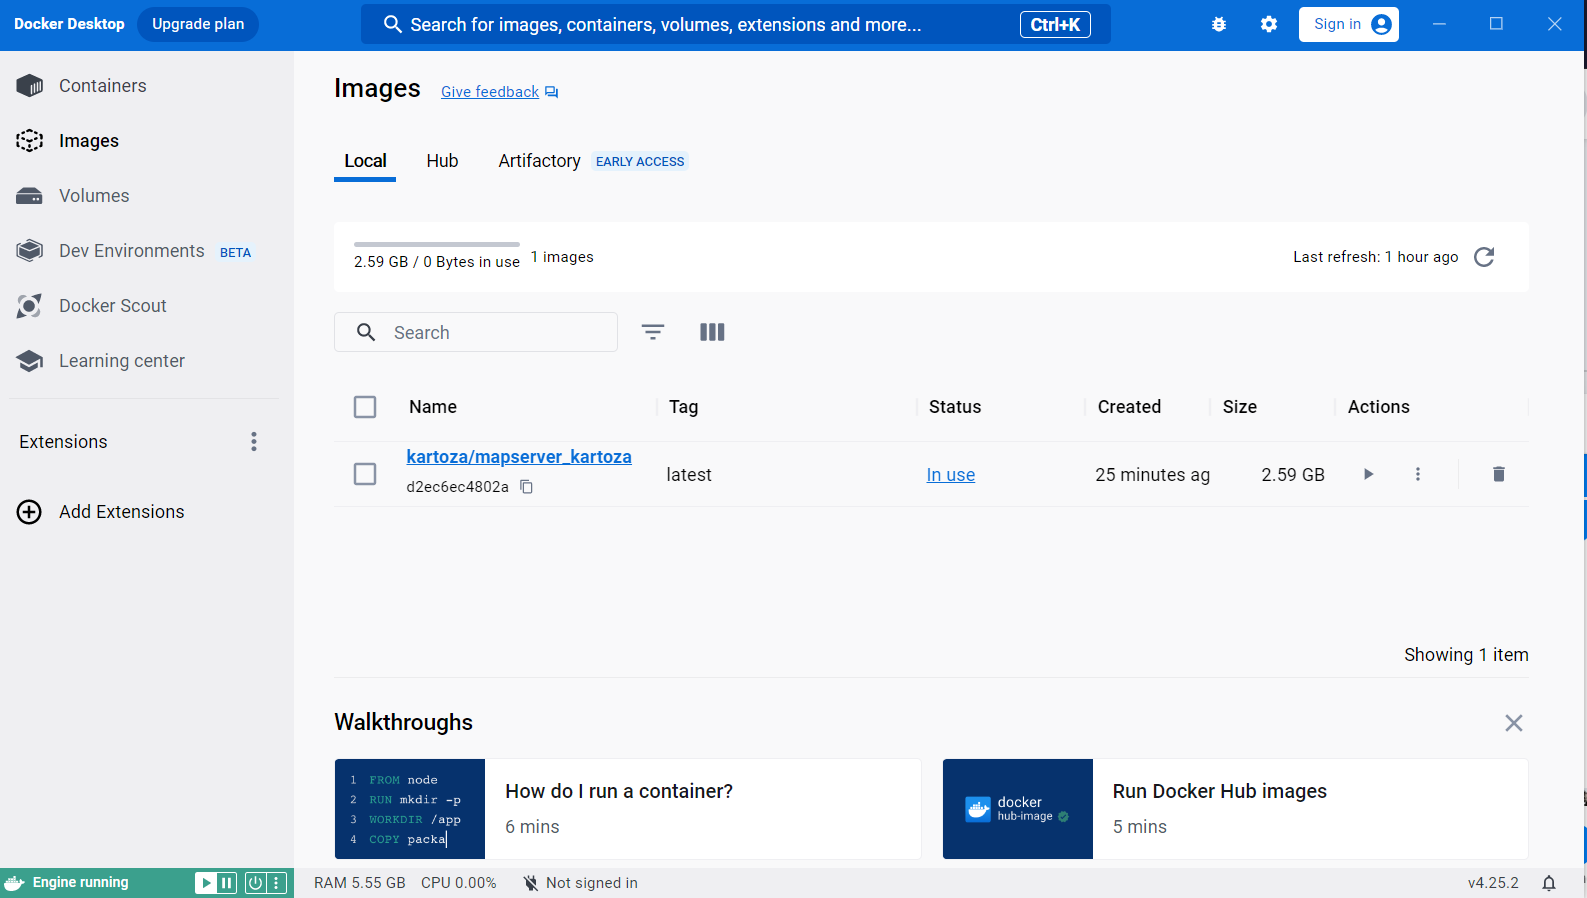 Docker Desktop
Upgrade plan
Search for images, containers, volumes, extensions and more...
Ctrl+K
Sign in
Containers
Images
Volumes
Dev Environments BETA
Docker Scout
Learning center
Extensions
Add Extensions
Images
Give feedback
Local
Hub
Artifactory
EARLY ACCESS
2.59 GB / 0 Bytes in use
1 images
Last refresh: 1 hour ago
Search
Name
Tag
Status
Created
Size
Actions
kartoza/mapserver_kartoza
d2ec6ec4802a
latest
In use
25 minutes ag
2.59 GB
Showing 1 item
Walkthroughs
1 FROM node
2 RUN mkdir -p
3 WORKDIR /app
4 COPY packa
How do I run a container?
6 mins
docker
hub-image
Run Docker Hub images
5 mins
Engine running
RAM 5.55 GB
CPU 0.00%
Not signed in
v4.25.2